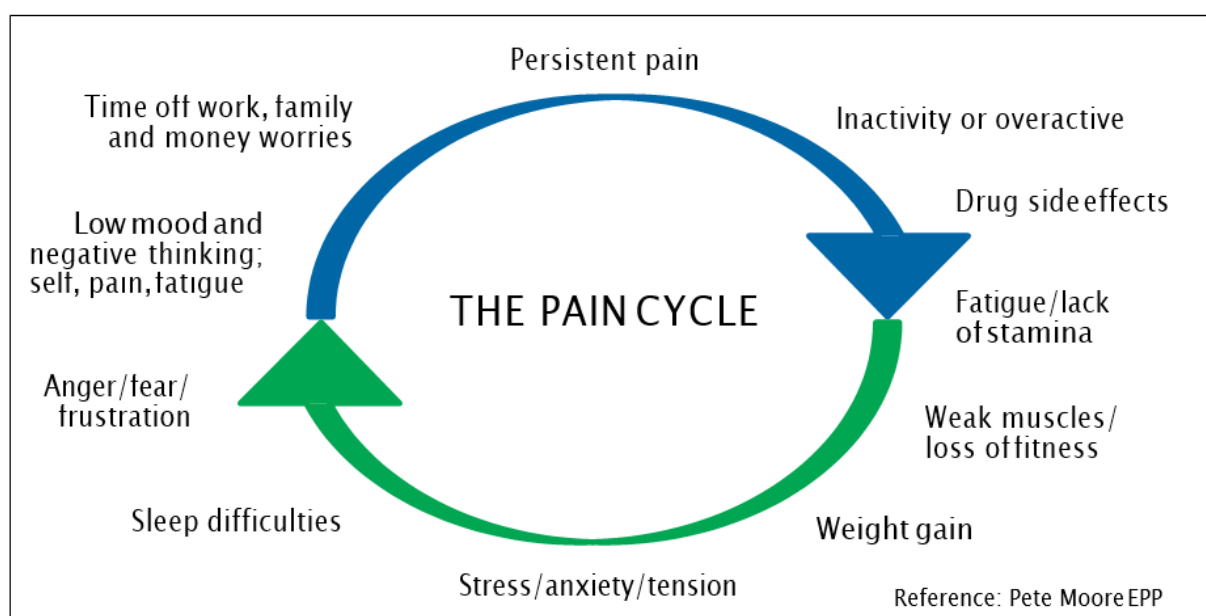 Persistent pain
Inactivity or overactive
Drug side effects
Fatigue/lack
of stamina
Weak muscles/
loss of fitness
Weight gain
Stress/anxiety/tension
Sleep difficulties
Anger/fear/
frustration
Low mood and
negative thinking;
self, pain, fatigue
Time off work, family
and money worries
THE PAIN CYCLE
Reference: Pete Moore EPP